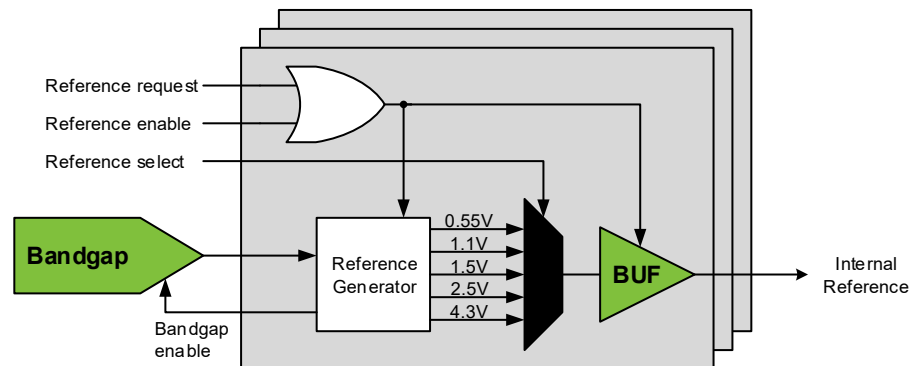 Reference request
Reference enable
Reference select
Bandgap
Bandgap
enable
Reference
Generator
0.55V
1.1V
1.5V
2.5V
4.3V
BUF
Internal
Reference